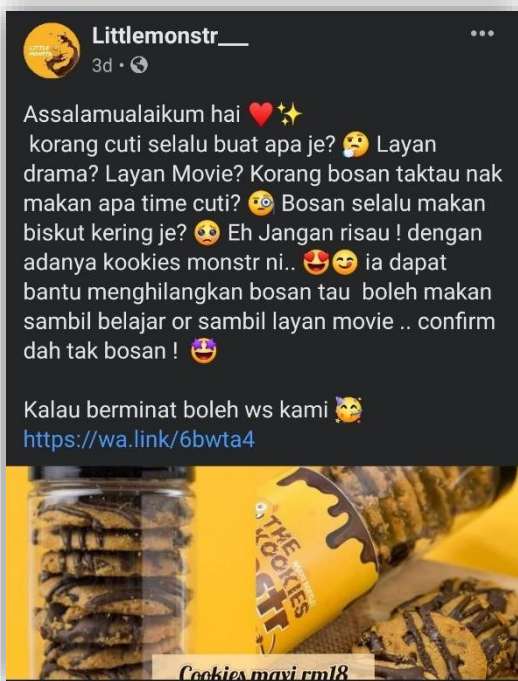 LITTLE
MONSTR
Littlemonstr___
3d
Assalamualaikum hai ❤️✨
korang cuti selalu buat apa je? 🤔 Layan
drama? Layan Movie? Korang bosan taktau nak
makan apa time cuti? 🧐 Bosan selalu makan
biskut kering je? 🥺 Eh Jangan risau ! dengan
adanya kookies monstr ni.. 😍😋 ia dapat
bantu menghilangkan bosan tau boleh makan
sambil belajar or sambil layan movie .. confirm
dah tak bosan ! 🤩
Kalau berminat boleh ws kami 🥳
https://wa.link/6bwta4
THE
KOOKIES
Cookies maxi rm18